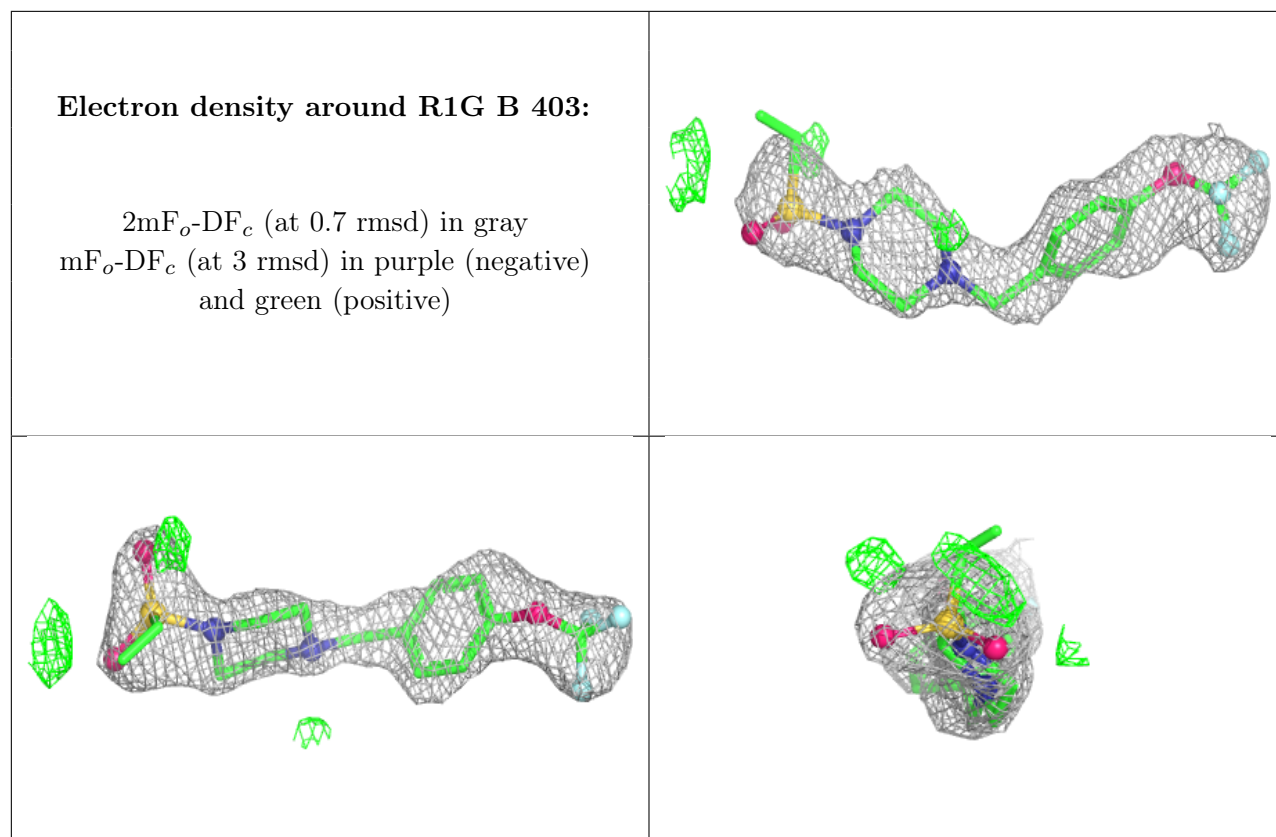 Electron density around R1G B 403:
2mFo-DFc (at 0.7 rmsd) in gray
mFo-DFc (at 3 rmsd) in purple (negative)
and green (positive)